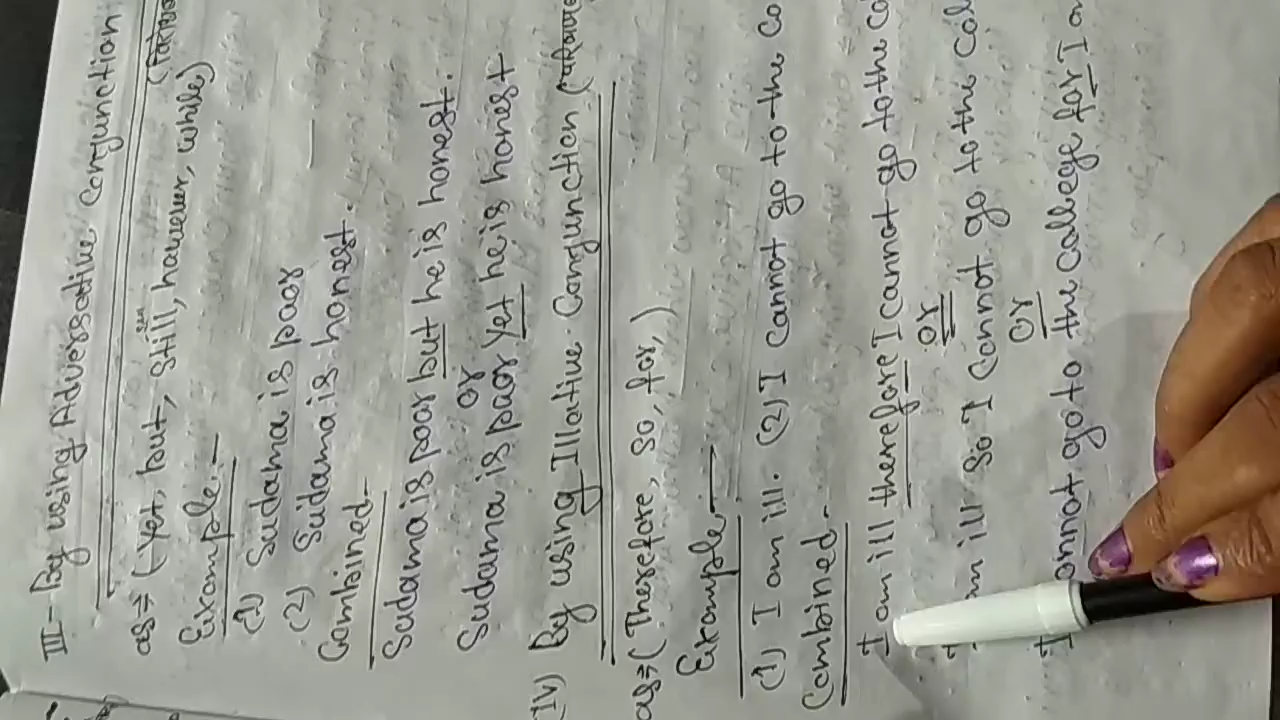 III - By using Adversative Conjunction
as ⇒ (Yet, but, still, however, while)
Example. —
(1) Sudama is poor
(2) Sudama is honest.
Combined -
Sudama is poor but he is honest.
or
Sudama is poor yet he is honest
(IV) By using Illative Conjunction
as ⇒ (Therefore, so, for,)
Example —
(1) I am ill. (2) I cannot go to the Co
Combined -
I am ill therefore I cannot go to the Co
or
am ill so I cannot go to the Col
or
I cannot go to the college for I a